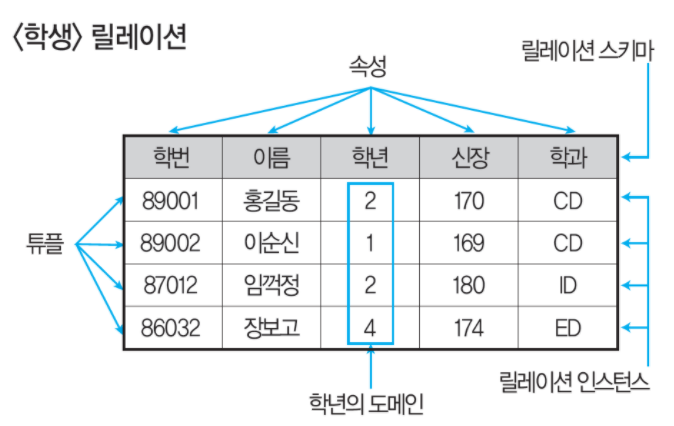 〈학생〉 릴레이션
릴레이션 스키마
속성
학번 이름 학년 신장 학과
89001 홍길동 2 170 CD
89002 이순신 1 169 CD
튜플
87012 임꺽정 2 180 ID
86032 장보고 4 174 ED
릴레이션 인스턴스
학년의 도메인